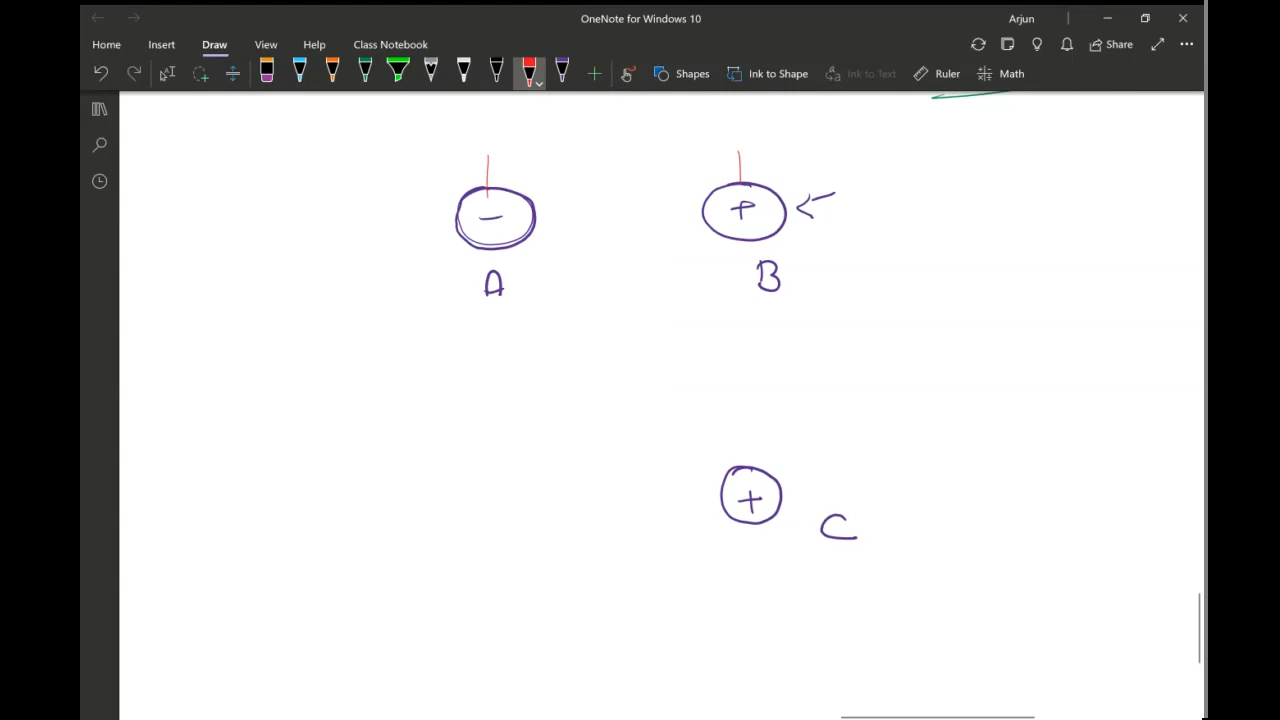 OneNote for Windows 10
Arjun
Home Insert Draw View Help Class Notebook
Share
Shapes Ink to Shape Ink to Text Ruler Math
- +
A B
+
C